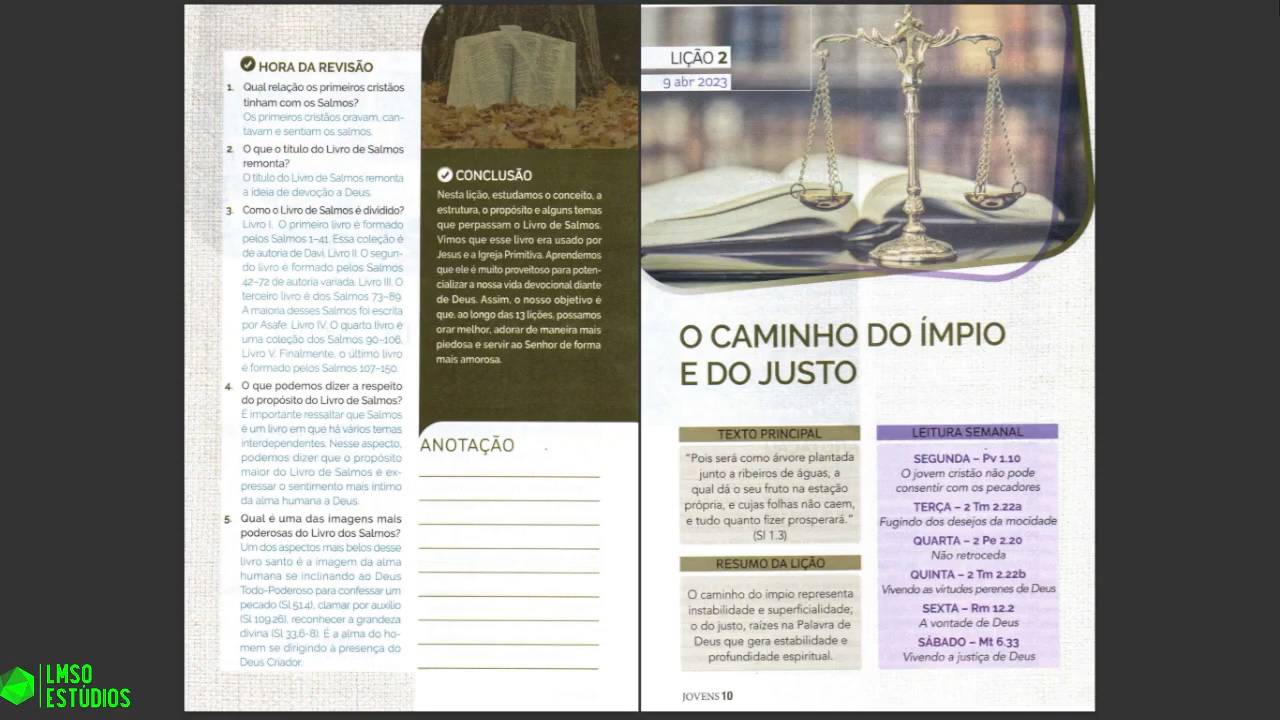 HORA DA REVISÃO
1. Qual relação os primeiros cristãos
tinham com os Salmos?
Os primeiros cristãos oravam, can-
tavam e sentiam os salmos.
2. O que o título do Livro de Salmos
remonta?
O título do Livro de Salmos remonta
a ideia de devoção a Deus.
3. Como o Livro de Salmos é dividido?
Livro I. O primeiro livro é formado
pelos Salmos 1–41. Essa coleção é
de autoria de Davi, Livro II. O segun-
do livro é formado pelos Salmos
42–72 de autoria variada, Livro III. O
terceiro livro é dos Salmos 73–89.
A maioria desses Salmos foi escrita
por Asafe; Livro IV. O quarto livro é
uma coleção dos Salmos 90–106,
Livro V. Finalmente, o último livro
é formado pelos Salmos 107–150.
4. O que podemos dizer a respeito
do propósito do Livro de Salmos?
É importante ressaltar que Salmos
é um livro em que há vários temas
interdependentes. Nesse aspecto,
podemos dizer que o propósito
maior do Livro de Salmos é ex-
pressar o sentimento mais íntimo
da alma humana a Deus.
5. Qual é uma das imagens mais
poderosas do Livro dos Salmos?
Um dos aspectos mais belos desse
livro santo é a imagem da alma
humana se inclinando ao Deus
Todo-Poderoso para confessar um
pecado (Sl 51.4), clamar por auxílio
(Sl 109.26), reconhecer a grandeza
divina (Sl 33.6-8). É a alma do ho-
mem se dirigindo à presença do
Deus Criador.
CONCLUSÃO
Nesta lição, estudamos o conceito, a
estrutura, o propósito e alguns temas
que perpassam o Livro de Salmos.
Vimos que esse livro era usado por
Jesus e a Igreja Primitiva. Aprendemos
que ele é muito proveitoso para poten-
cializar a nossa vida devocional diante
de Deus. Assim, o nosso objetivo é
que, ao longo das 13 lições, possamos
orar melhor, adorar de maneira mais
piedosa e servir ao Senhor de forma
mais amorosa.
ANOTAÇÃO
LIÇÃO 2
9 abr 2023
O CAMINHO DO ÍMPIO
E DO JUSTO
TEXTO PRINCIPAL
“Pois será como árvore plantada
junto a ribeiros de águas, a
qual dá o seu fruto na estação
própria, e cujas folhas não caem,
e tudo quanto fizer prosperará.”
(Sl 1.3)
RESUMO DA LIÇÃO
O caminho do ímpio representa
instabilidade e superficialidade;
o do justo, raízes na Palavra de
Deus que gera estabilidade e
profundidade espiritual.
LEITURA SEMANAL
SEGUNDA – Pv 1.10
O jovem cristão não pode
consentir com os pecadores
TERÇA – 2 Tm 2.22a
Fugindo dos desejos da mocidade
QUARTA – 2 Pe 2.20
Não retroceda
QUINTA – 2 Tm 2.22b
Vivendo as virtudes perenes de Deus
SEXTA – Rm 12.2
A vontade de Deus
SÁBADO – Mt 6.33
Vivendo a justiça de Deus
JOVENS 10
LMSO
ESTÚDIOS